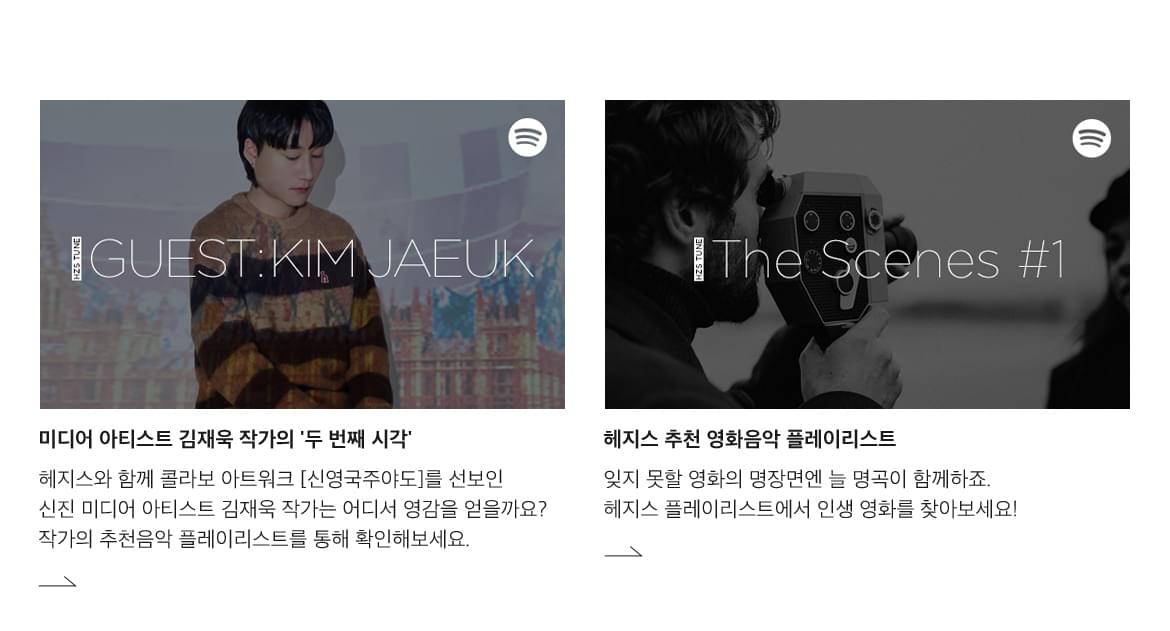 HZS TUNE
GUEST:KIM JAEUK
미디어 아티스트 김재욱 작가의 '두 번째 시각'
헤지스와 함께 콜라보 아트워크 [신영국주야도]를 선보인
신진 미디어 아티스트 김재욱 작가는 어디서 영감을 얻을까요?
작가의 추천음악 플레이리스트를 통해 확인해보세요.
HZS TUNE
The Scenes #1
헤지스 추천 영화음악 플레이리스트
잊지 못할 영화의 명장면엔 늘 명곡이 함께하죠.
헤지스 플레이리스트에서 인생 영화를 찾아보세요!